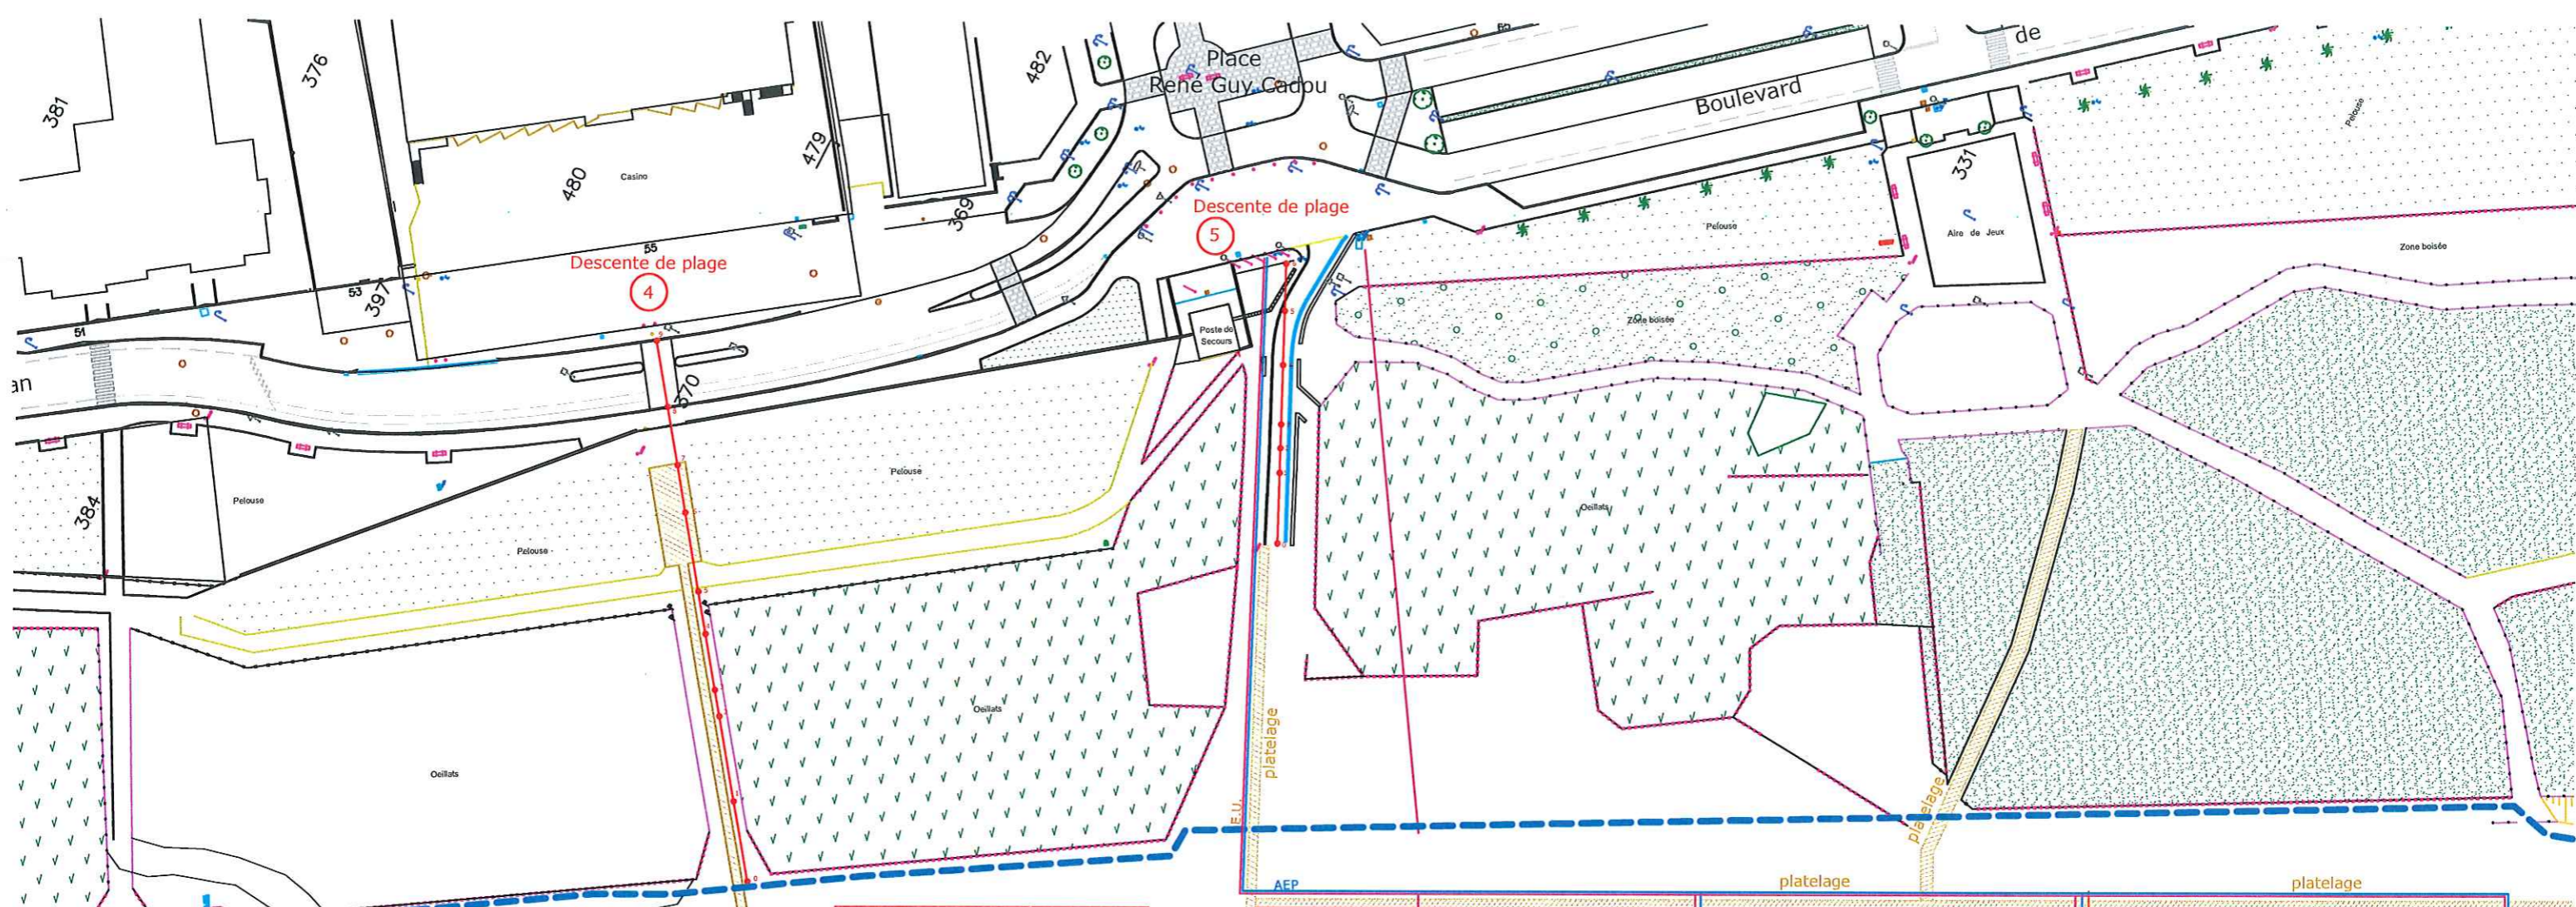 381
376
482
Place
René Guy Cadou
Boulevard
de
479
480
Casino
369
331
Aire de Jeux
Pelouse
Pelouse
Zone boisée
Descente de plage
5
55
Descente de plage
4
53
397
51
an
370
Poste de
Secours
Zone boisée
384
Pelouse
Pelouse
Pelouse
Oeillats
Oeillats
Oeillats
platelage
E.U.
platelage
AEP
platelage
platelage